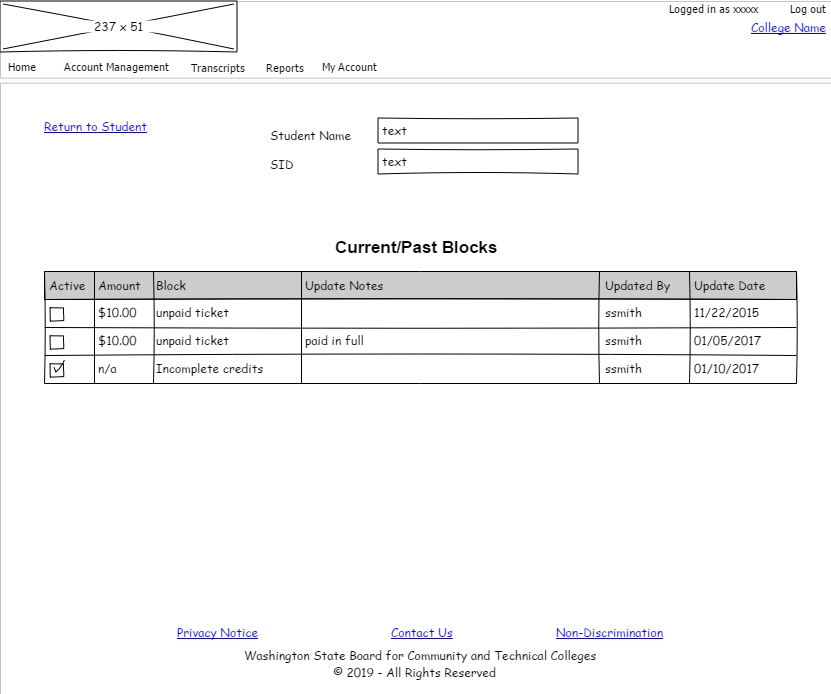 Logged in as xxxxx Log out
237 x 51
College Name
Home Account Management Transcripts Reports My Account
Return to Student
Student Name text
SID text
Current/Past Blocks
Active Amount Block Update Notes Updated By Update Date
$10.00 unpaid ticket ssmith 11/22/2015
$10.00 unpaid ticket paid in full ssmith 01/05/2017
n/a Incomplete credits ssmith 01/10/2017
Privacy Notice Contact Us Non-Discrimination
Washington State Board for Community and Technical Colleges
© 2019 - All Rights Reserved